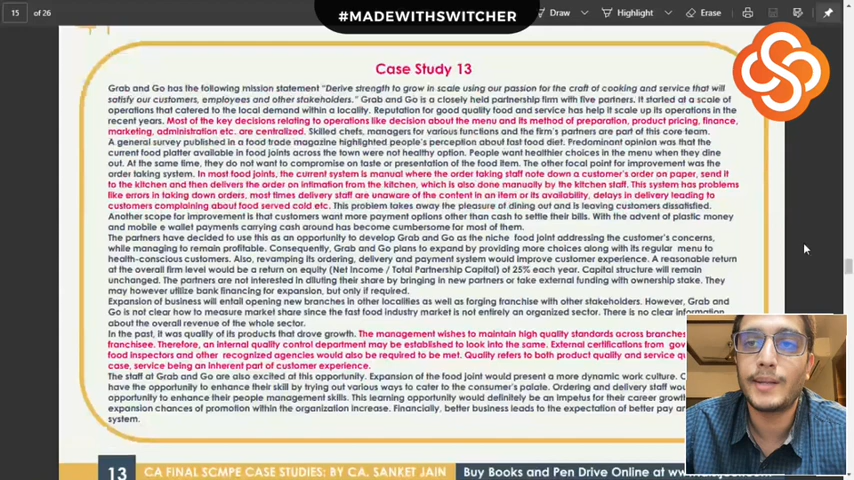 15 of 26
#MADEWITHSWITCHER
Draw
Highlight
Erase
Case Study 13
Grab and Go has the following mission statement "Derive strength to grow in scale using our passion for the craft of cooking and service that will
satisfy our customers, employees and other stakeholders." Grab and Go is a closely held partnership firm with five partners. It started at a scale of
operations that catered to the local demand within a locality. Reputation for good quality food and service has help it scale up its operations in the
recent years. Most of the key decisions relating to operations like decision about the menu and its method of preparation, product pricing, finance,
marketing, administration etc. are centralized. Skilled chefs, managers for various functions and the firm's partners are part of this core team.
A general survey published in a food trade magazine highlighted people's perception about fast food diet. Predominant opinion was that the
current food platter available in food joints across the town were not healthy option. People want healthier choices in the menu when they dine
out. At the same time, they do not want to compromise on taste or presentation of the food item. The other focal point for improvement was the
order taking system. In most food joints, the current system is manual where the order taking staff note down a customer's order on paper, send it
to the kitchen and then delivers the order on intimation from the kitchen, which is also done manually by the kitchen staff. This system has problems
like errors in taking down orders, most times delivery staff are unaware of the content in an item or its availability, delays in delivery leading to
customers complaining about food served cold etc. This problem takes away the pleasure of dining out and is leaving customers dissatisfied.
Another scope for improvement is that customers want more payment options other than cash to settle their bills. With the advent of plastic money
and mobile e wallet payments carrying cash around has become cumbersome for most of them.
The partners have decided to use this as an opportunity to develop Grab and Go as the niche food joint addressing the customer's concerns,
while managing to remain profitable. Consequently, Grab and Go plans to expand by providing more choices along with its regular menu to
health-conscious customers. Also, revamping its ordering, delivery and payment system would improve customer experience. A reasonable return
at the overall firm level would be a return on equity (Net Income / Total Partnership Capital) of 25% each year. Capital structure will remain
unchanged. The partners are not interested in diluting their share by bringing in new partners or take external funding with ownership stake. They
may however utilize bank financing for expansion, but only if required.
Expansion of business will entail opening new branches in other localities as well as forging franchise with other stakeholders. However, Grab and
Go is not clear how to measure market share since the fast food industry market is not entirely an organized sector. There is no clear information
about the overall revenue of the whole sector.
In the past, it was quality of its products that drove growth. The management wishes to maintain high quality standards across branches
franchisee. Therefore, an internal quality control department may be established to look into the same. External certifications from
food inspectors and other recognized agencies would also be required to be met. Quality refers to both product quality and service
case, service being an inherent part of customer experience.
The staff at Grab and Go are also excited at this opportunity. Expansion of the food joint would present a more dynamic work culture.
have the opportunity to enhance their skill by trying out various ways to cater to the consumer's palate. Ordering and delivery staff
opportunity to enhance their people management skills. This learning opportunity would definitely be an impetus for their career
expansion chances of promotion within the organization increase. Financially, better business leads to the expectation of better pay
system.
13 CA FINAL SCMPE CASE STUDIES: BY CA. SANKET JAIN Buy Books and Pen Drive Online at